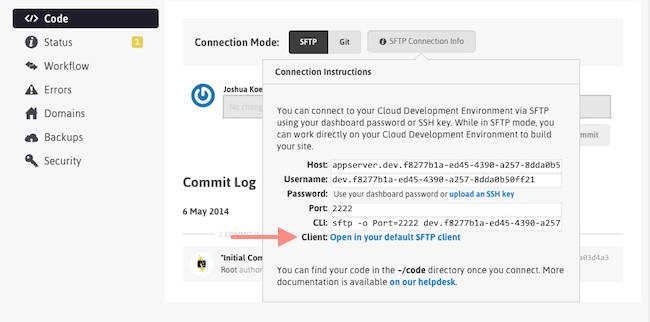 Code
Status
1
Workflow
Errors
Domains
Backups
Security
Connection Mode: SFTP Git SFTP Connection Info
Connection Instructions
Joshua Koe
No chang
You can connect to your Cloud Development Environment via SFTP
using your dashboard password or SSH key. While in SFTP mode, you
can work directly on your Cloud Development Environment to build
your site.
mmit
Host: appserver.dev.f8277b1a-ed45-4390-a257-8dda0b5
Username: dev.f8277b1a-ed45-4390-a257-8dda0b50ff21
Password: Use your dashboard password or upload an SSH key
Port: 2222
CLI: sftp -o Port=2222 dev.f8277b1a-ed45-4390-a257
Client: Open in your default SFTP client
Commit Log
6 May 2014
1 COMMIT
"Initial Com
Root author
a03d4a3
You can find your code in the ~/code directory once you connect. More
documentation is available on our helpdesk.